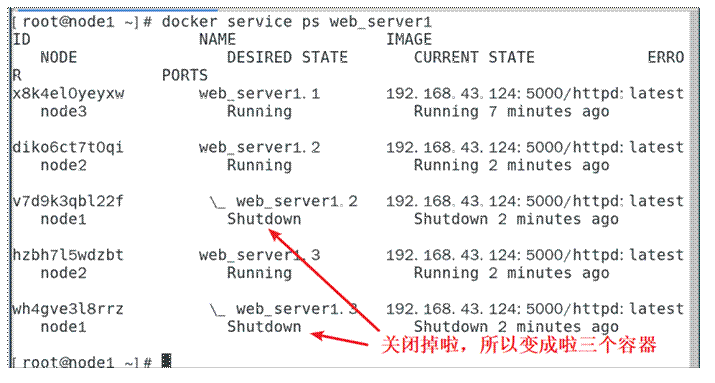 [root@node1 ~]# docker service ps web_server1
ID NAME IMAGE
NODE DESIRED STATE CURRENT STATE ERRO
R PORTS
x8k4el0yeyxw web_server1.1 192.168.43.124:5000/httpd:latest
node3 Running Running 7 minutes ago
diko6ct7t0qi web_server1.2 192.168.43.124:5000/httpd:latest
node2 Running Running 2 minutes ago
v7d9k3qbl22f \_ web_server1.2 192.168.43.124:5000/httpd:latest
node1 Shutdown Shutdown 2 minutes ago
hzbh7l5wdzbt web_server1.3 192.168.43.124:5000/httpd:latest
node2 Running Running 2 minutes ago
wh4gve3l8rrz \_ web_server1.3 192.168.43.124:5000/httpd:latest
node1 Shutdown Shutdown 2 minutes ago
关闭掉啦，所以变成啦三个容器
[root@node1 ~]#